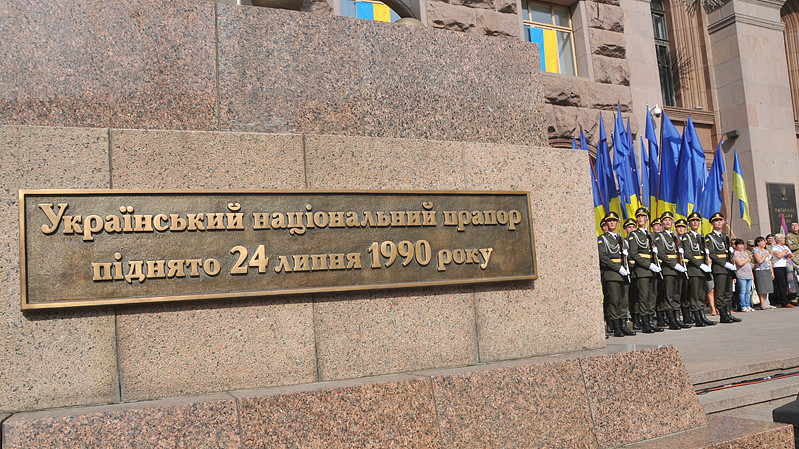 Український національний прапор
піднято 24 липня 1990 року